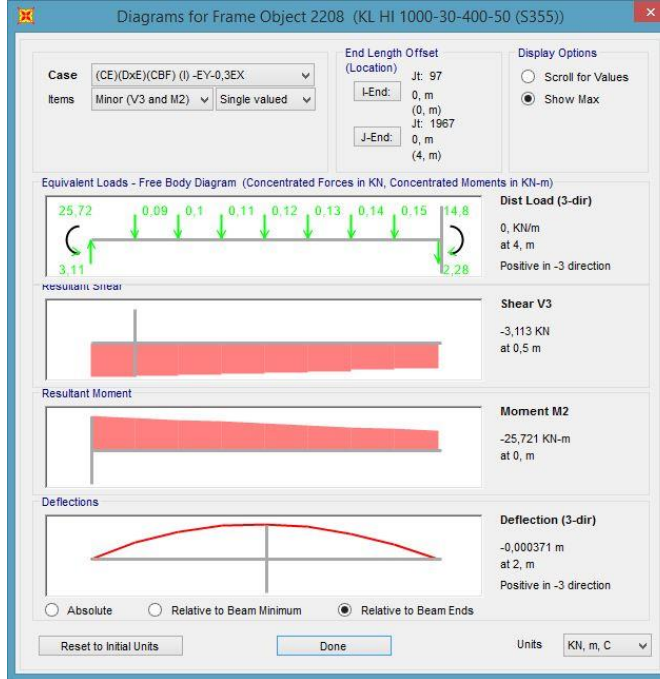 Diagrams for Frame Object 2208 (KL HI 1000-30-400-50 (S355))
Case (CE)(DxE)(CBF) (I) -EY-0,3EX
Items Minor (V3 and M2) Single valued
End Length Offset
(Location)
Jt: 97
I-End: 0, m
(0, m)
Jt: 1967
J-End: 0, m
(4, m)
Display Options
Scroll for Values
Show Max
Equivalent Loads - Free Body Diagram (Concentrated Forces in KN, Concentrated Moments in KN-m)
25,72 0,09 0,1 0,11 0,12 0,13 0,14 0,15 14,8
3,11 2,28
Dist Load (3-dir)
0, KN/m
at 4, m
Positive in -3 direction
Resultant Shear
Shear V3
-3,113 KN
at 0,5 m
Resultant Moment
Moment M2
-25,721 KN-m
at 0, m
Deflections
Deflection (3-dir)
-0,000371 m
at 2, m
Positive in -3 direction
Absolute Relative to Beam Minimum Relative to Beam Ends
Reset to Initial Units Done Units KN, m, C